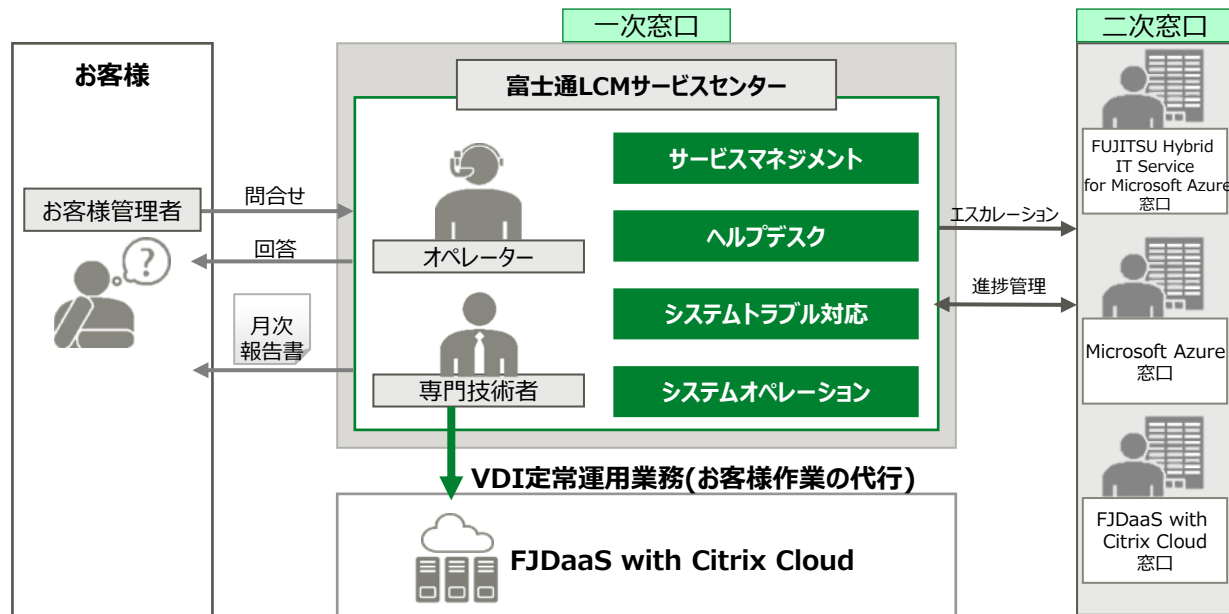 一次窓口
二次窓口
お客様
富士通LCMサービスセンター
サービスマネジメント
ヘルプデスク
システムトラブル対応
システムオペレーション
お客様管理者
問合せ
回答
月次
報告書
オペレーター
専門技術者
エスカレーション
進捗管理
FUJITSU Hybrid
IT Service
for Microsoft Azure
窓口
Microsoft Azure
窓口
FJDaaS with
Citrix Cloud
窓口
VDI定常運用業務(お客様作業の代行)
FJDaaS with Citrix Cloud
?